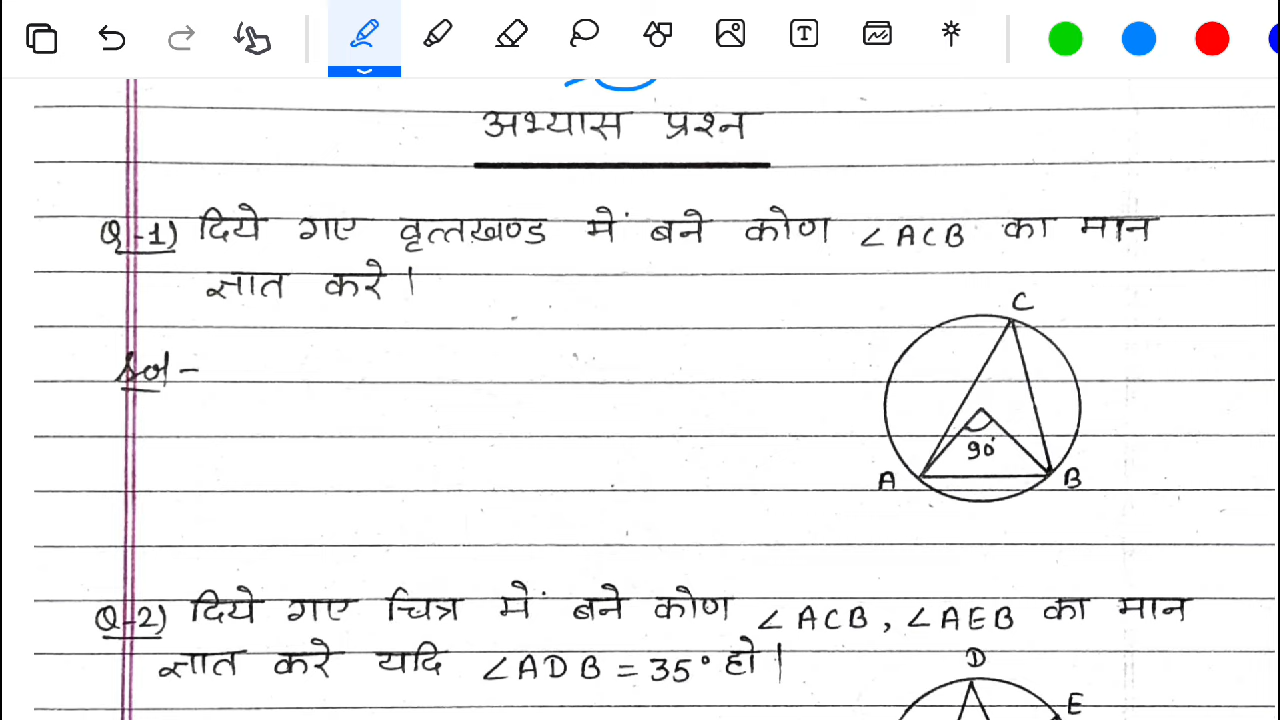 अभ्यास प्रश्न
Q-1) दिये गए वृत्तखण्ड में बने कोण ∠ACB का मान
ज्ञात करे।
C
Sol -
90°
A
B
Q-2) दिये गए चित्र में बने कोण ∠ACB, ∠AEB का मान
ज्ञात करे यदि ∠ADB = 35° हो।
D
E